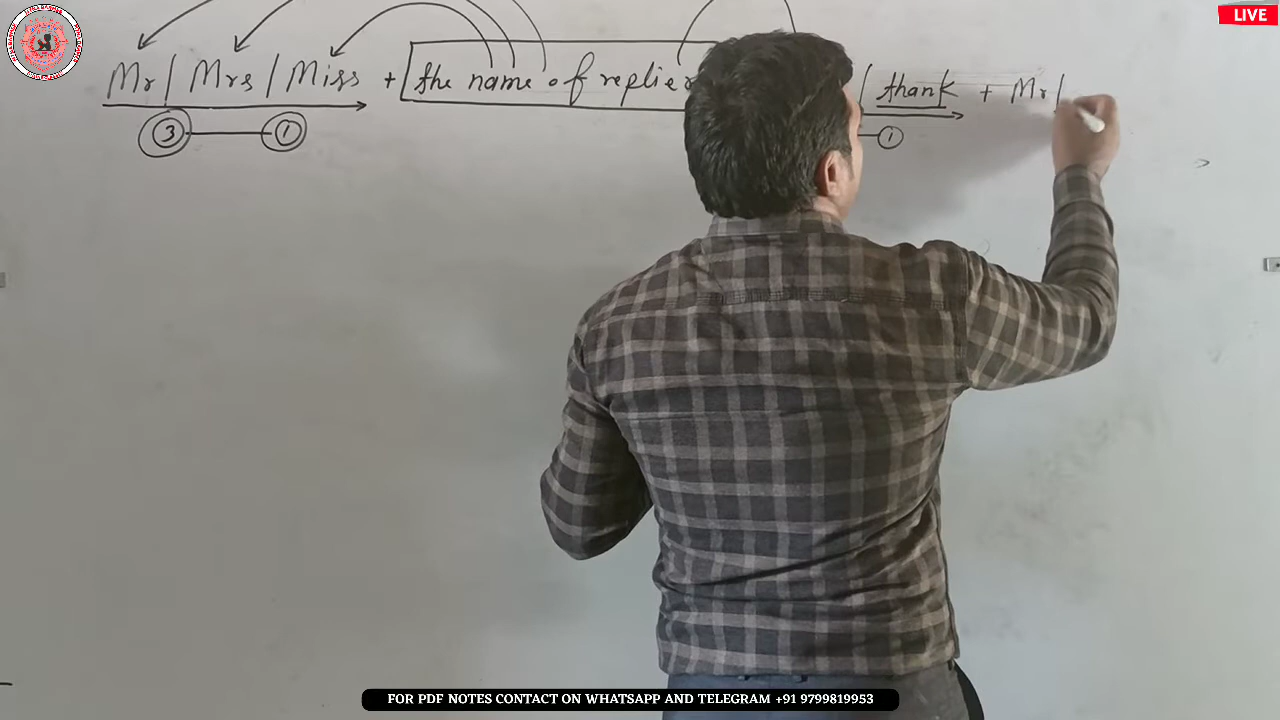 LIVE
Mr / Mrs / Miss + the name of replier / thank + Mr /
③ ① ①
FOR PDF NOTES CONTACT ON WHATSAPP AND TELEGRAM +91 9799819953